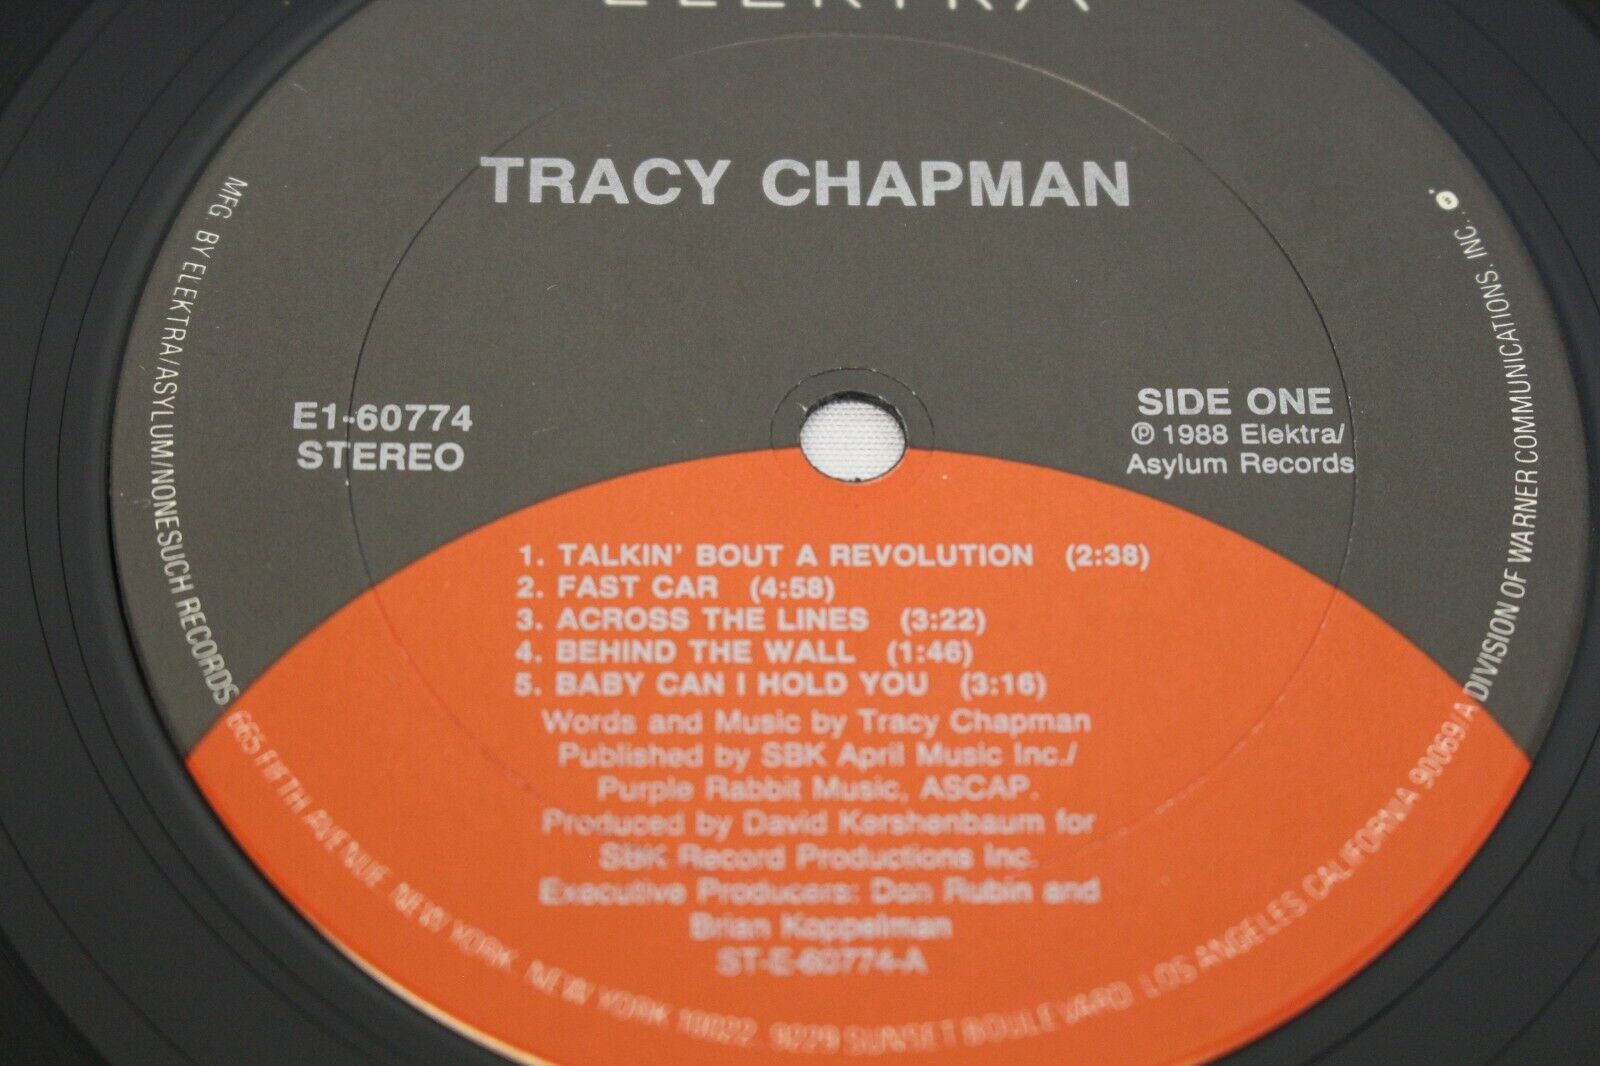 ELEKTRA
TRACY CHAPMAN
E1-60774
STEREO
SIDE ONE
℗ 1988 Elektra/
Asylum Records
1. TALKIN' BOUT A REVOLUTION (2:38)
2. FAST CAR (4:58)
3. ACROSS THE LINES (3:22)
4. BEHIND THE WALL (1:46)
5. BABY CAN I HOLD YOU (3:16)
Words and Music by Tracy Chapman
Published by SBK April Music Inc./
Purple Rabbit Music, ASCAP.
Produced by David Kershenbaum for
SBK Record Productions Inc.
Executive Producers: Don Rubin and
Brian Koppelman
ST-E-60774-A
MFG. BY ELEKTRA/ASYLUM/NONESUCH RECORDS, 665 FIFTH AVENUE, NEW YORK, NEW YORK 10022, 9229 SUNSET BOULEVARD, LOS ANGELES, CALIFORNIA 90069/A DIVISION OF WARNER COMMUNICATIONS, INC.